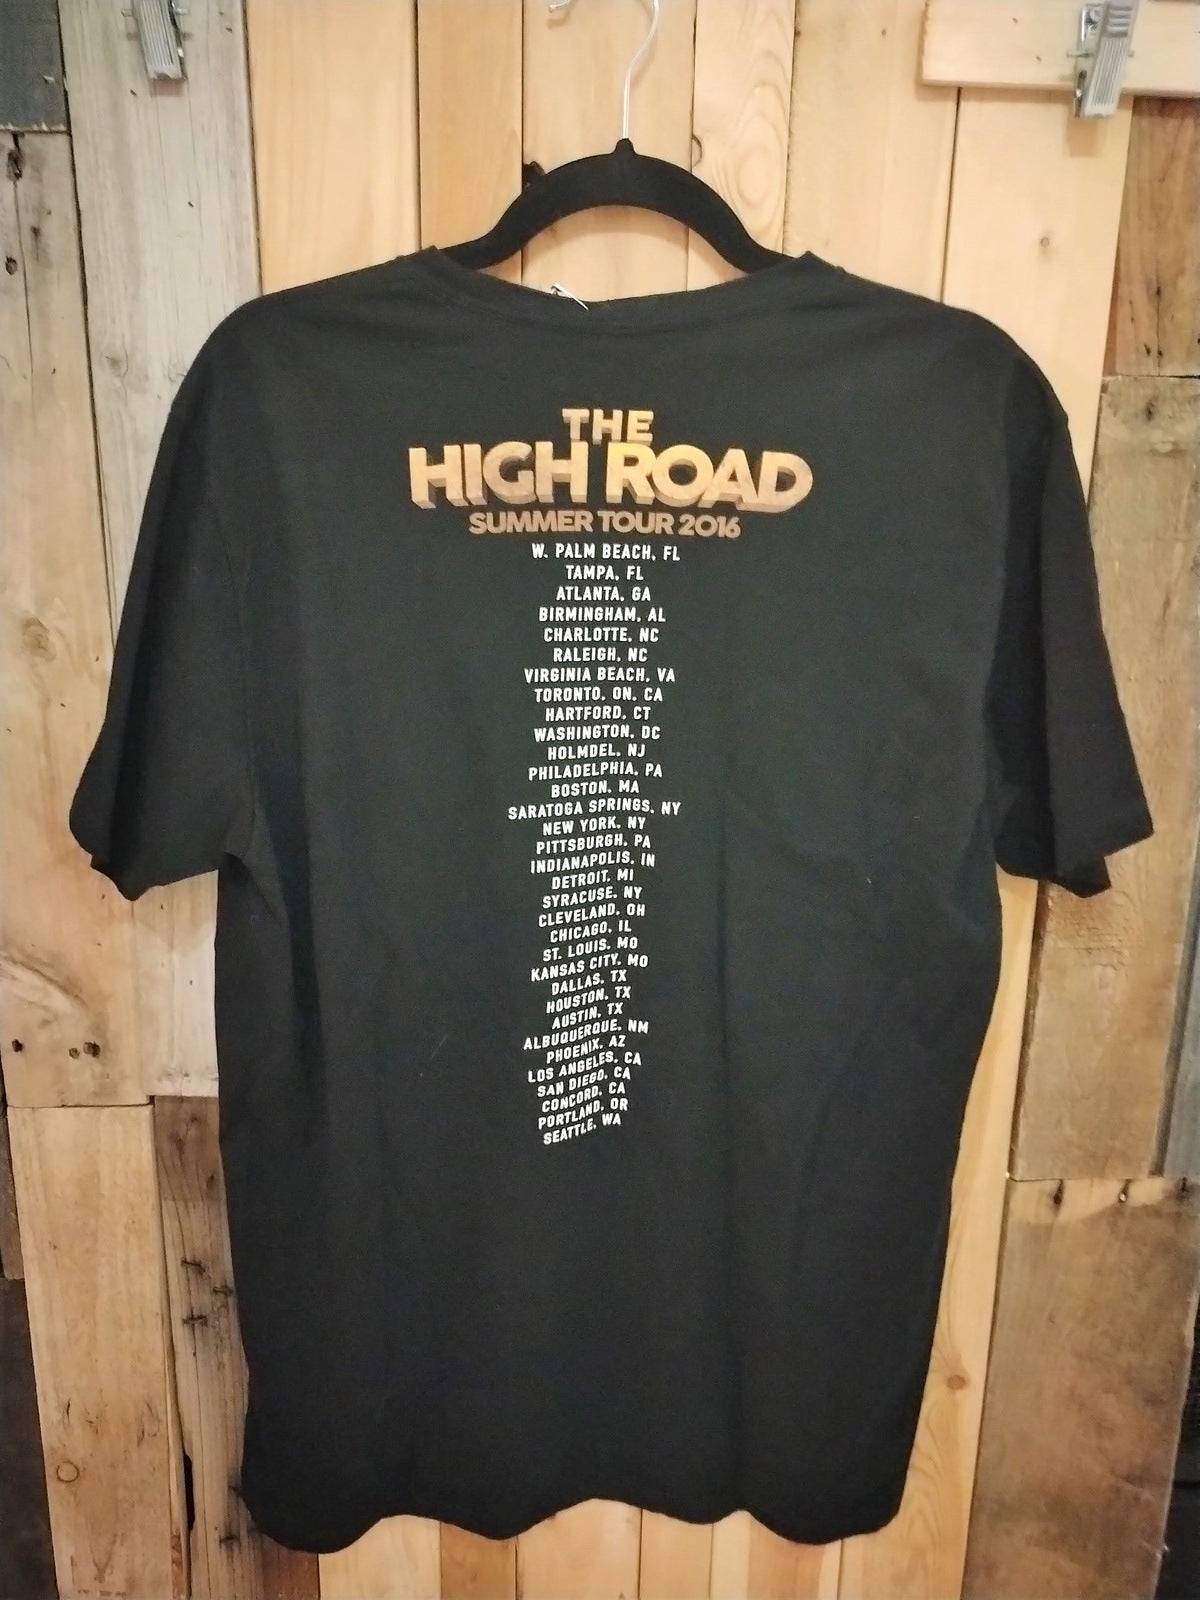 THE
HIGH ROAD
SUMMER TOUR 2016
W. PALM BEACH, FL
TAMPA, FL
ATLANTA, GA
BIRMINGHAM, AL
CHARLOTTE, NC
RALEIGH, NC
VIRGINIA BEACH, VA
TORONTO, ON, CA
HARTFORD, CT
WASHINGTON, DC
HOLMDEL, NJ
PHILADELPHIA, PA
BOSTON, MA
SARATOGA SPRINGS, NY
NEW YORK, NY
PITTSBURGH, PA
INDIANAPOLIS, IN
DETROIT, MI
SYRACUSE, NY
CLEVELAND, OH
CHICAGO, IL
ST. LOUIS, MO
KANSAS CITY, MO
DALLAS, TX
HOUSTON, TX
AUSTIN, TX
ALBUQUERQUE, NM
PHOENIX, AZ
LOS ANGELES, CA
SAN DIEGO, CA
CONCORD, CA
PORTLAND, OR
SEATTLE, WA